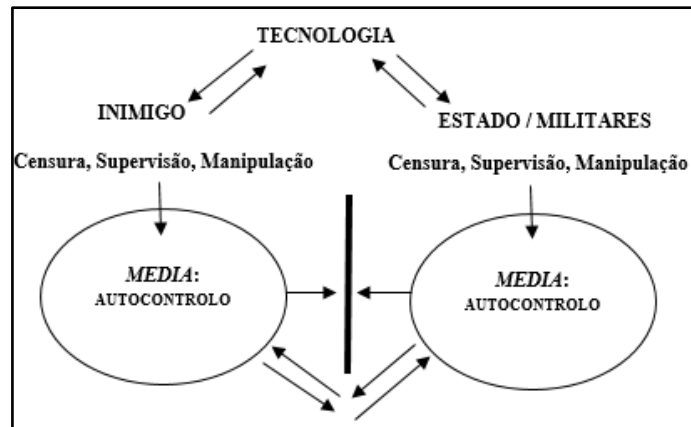 TECNOLOGIA
INIMIGO
ESTADO / MILITARES
Censura, Supervisão, Manipulação
Censura, Supervisão, Manipulação
MEDIA:
AUTOCONTROLO
MEDIA:
AUTOCONTROLO